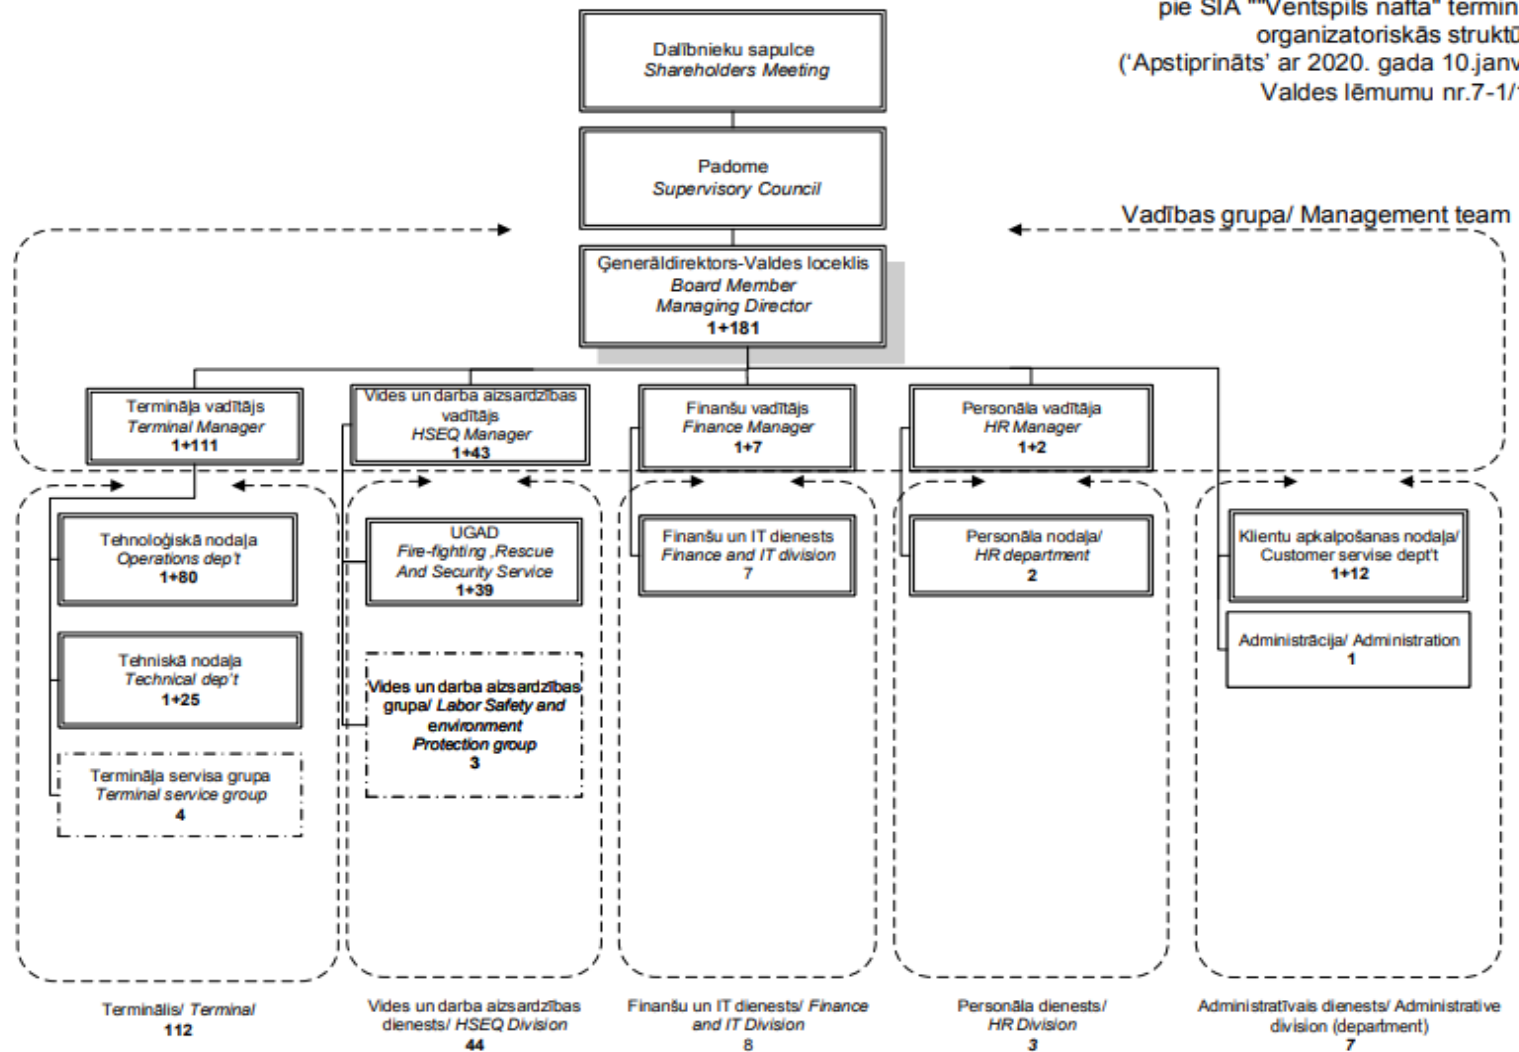 pie SIA ""Ventspils nafta" termin
organizatoriskās struktū
('Apstiprināts' ar 2020. gada 10.janv
Valdes lēmumu nr.7-1/
Dalībnieku sapulce
Shareholders Meeting
Padome
Supervisory Council
Vadības grupa/ Management team
Ģenerāldirektors-Valdes loceklis
Board Member
Managing Director
1+181
Termināļa vadītājs
Terminal Manager
1+111
Vides un darba aizsardzības
vadītājs
HSEQ Manager
1+43
Finanšu vadītājs
Finance Manager
1+7
Personāla vadītāja
HR Manager
1+2
Tehnoloģiskā nodaļa
Operations dep't
1+80
Tehniskā nodaļa
Technical dep't
1+25
Termināļa servisa grupa
Terminal service group
4
UGAD
Fire-fighting ,Rescue
And Security Service
1+39
Vides un darba aizsardzības
grupa/ Labor Safety and
environment
Protection group
3
Finanšu un IT dienests
Finance and IT division
7
Personāla nodaļa/
HR department
2
Klientu apkalpošanas nodaļa/
Customer servise dept't
1+12
Administrācija/ Administration
1
Terminālis/ Terminal
112
Vides un darba aizsardzības
dienests/ HSEQ Division
44
Finanšu un IT dienests/ Finance
and IT Division
8
Personāla dienests/
HR Division
3
Administratīvais dienests/ Administrative
division (department)
7